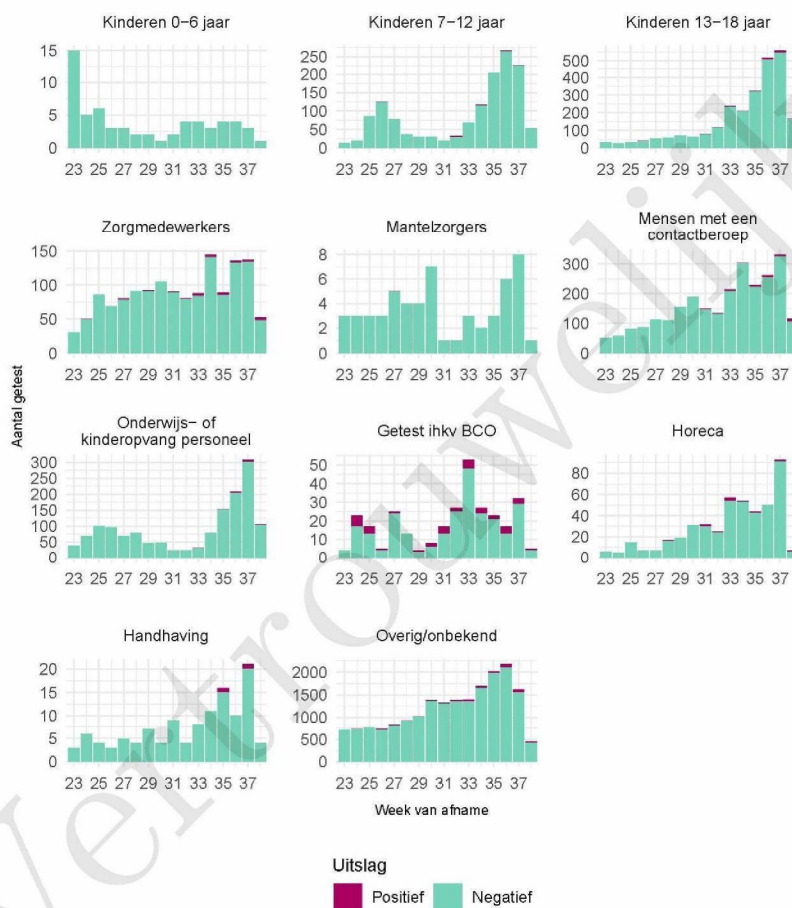 Kinderen 0−6 jaar
Kinderen 7−12 jaar
Kinderen 13−18 jaar
15
10
5
0
23 25 27 29 31 33 35 37
250
200
150
100
50
0
23 25 27 29 31 33 35 37
500
400
300
200
100
0
23 25 27 29 31 33 35 37
Zorgmedewerkers
Mantelzorgers
Mensen met een
contactberoep
150
100
50
0
23 25 27 29 31 33 35 37
8
6
4
2
0
23 25 27 29 31 33 35 37
300
200
100
0
23 25 27 29 31 33 35 37
Aantal getest
Onderwijs− of
kinderopvang personeel
Getest ihkv BCO
Horeca
300
250
200
150
100
50
0
23 25 27 29 31 33 35 37
50
40
30
20
10
0
23 25 27 29 31 33 35 37
80
60
40
20
0
23 25 27 29 31 33 35 37
Handhaving
Overig/onbekend
20
15
10
5
0
23 25 27 29 31 33 35 37
2000
1500
1000
500
0
23 25 27 29 31 33 35 37
Week van afname
Uitslag
Positief Negatief
Vertrouwelijk